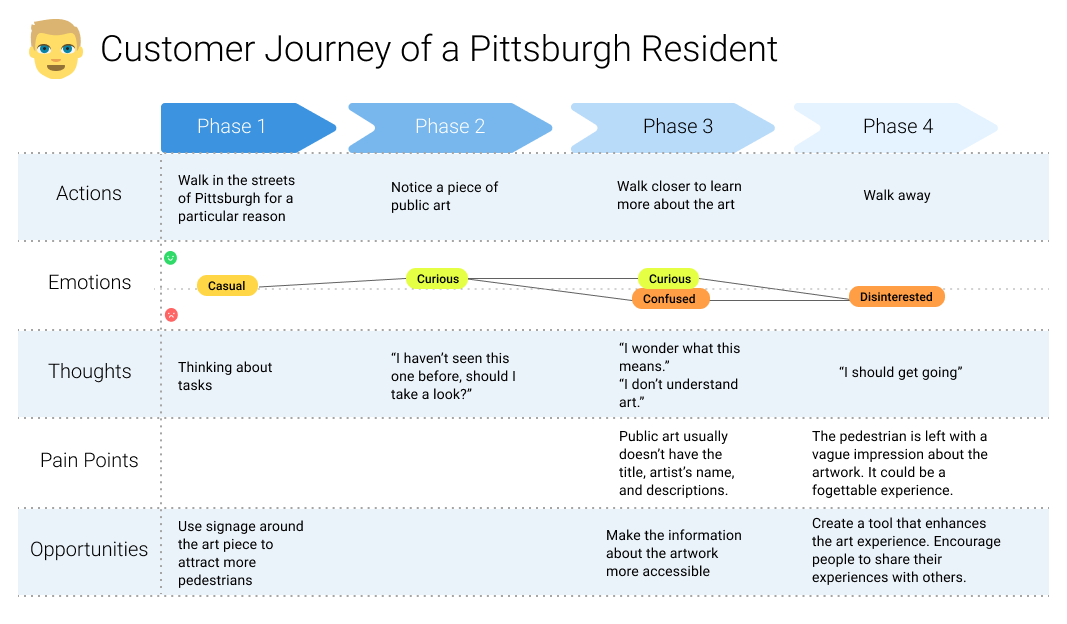 Customer Journey of a Pittsburgh Resident
Phase 1
Phase 2
Phase 3
Phase 4
Actions
Walk in the streets
of Pittsburgh for a
particular reason
Notice a piece of
public art
Walk closer to learn
more about the art
Walk away
Emotions
Casual
Curious
Curious
Confused
Disinterested
Thoughts
Thinking about
tasks
“I haven’t seen this
one before, should I
take a look?”
“I wonder what this
means.”
“I don’t understand
art.”
“I should get going”
Pain Points
Public art usually
doesn’t have the
title, artist’s name,
and descriptions.
The pedestrian is left with a
vague impression about the
artwork. It could be a
fogettable experience.
Opportunities
Use signage around
the art piece to
attract more
pedestrians
Make the information
about the artwork
more accessible
Create a tool that enhances
the art experience. Encourage
people to share their
experiences with others.